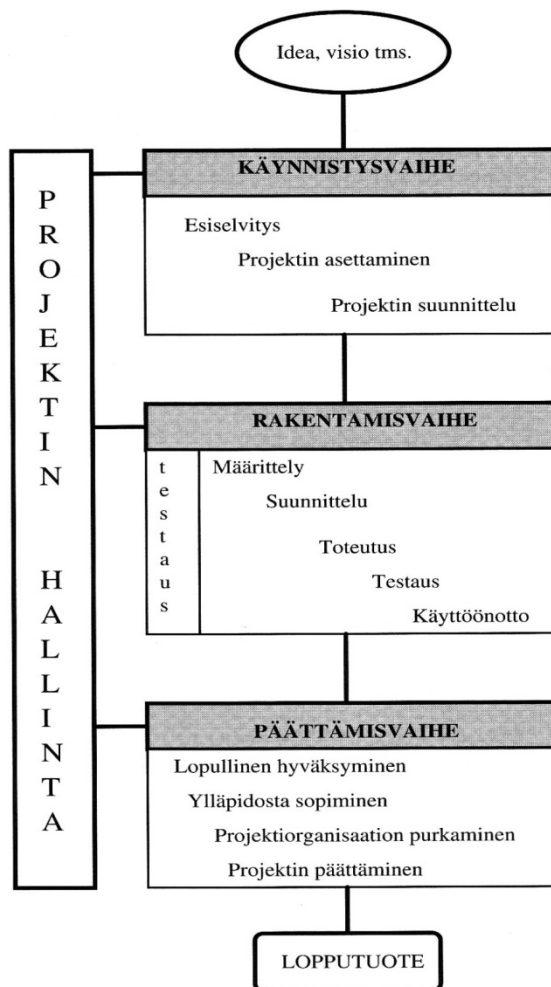 Idea, visio tms.
PROJEKTIN HALLINTA
KÄYNNISTYSVAIHE
Esiselvitys
Projektin asettaminen
Projektin suunnittelu
RAKENTAMISVAIHE
testaus
Määrittely
Suunnittelu
Toteutus
Testaus
Käyttöönotto
PÄÄTTÄMISVAIHE
Lopullinen hyväksyminen
Ylläpidosta sopiminen
Projektiorganisaation purkaminen
Projektin päättäminen
LOPPUTUOTE